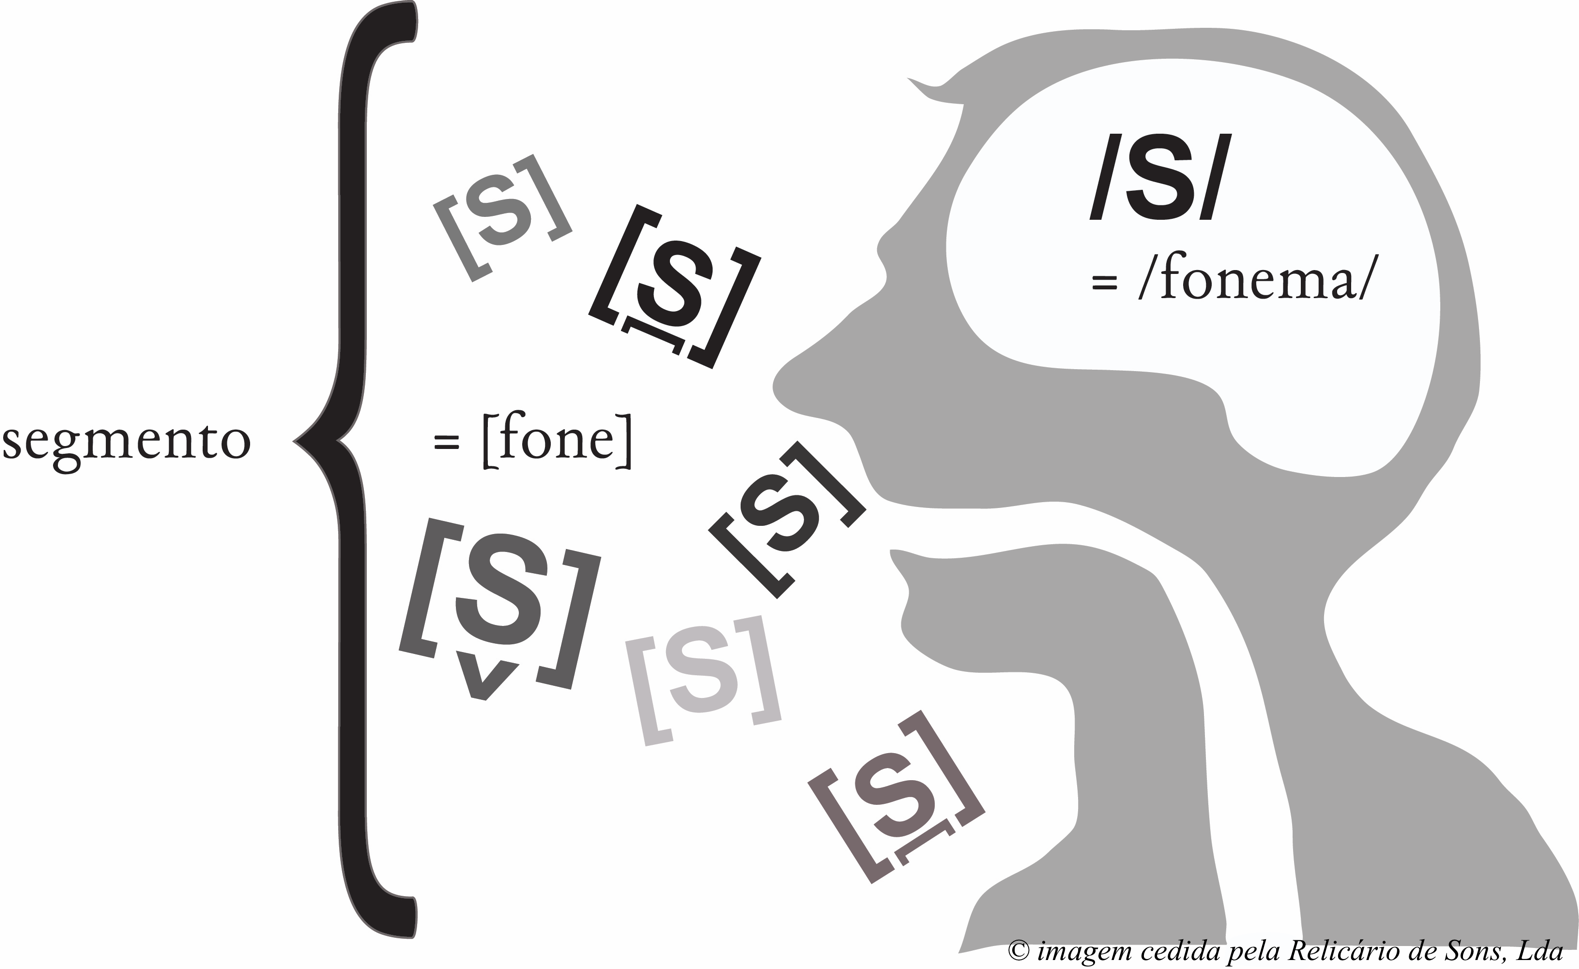 /S/
= /fonema/
[S]
[S̪]
segmento
= [fone]
[S]
[S̬]
[S]
[S̪]
© imagem cedida pela Relicário de Sons, Lda